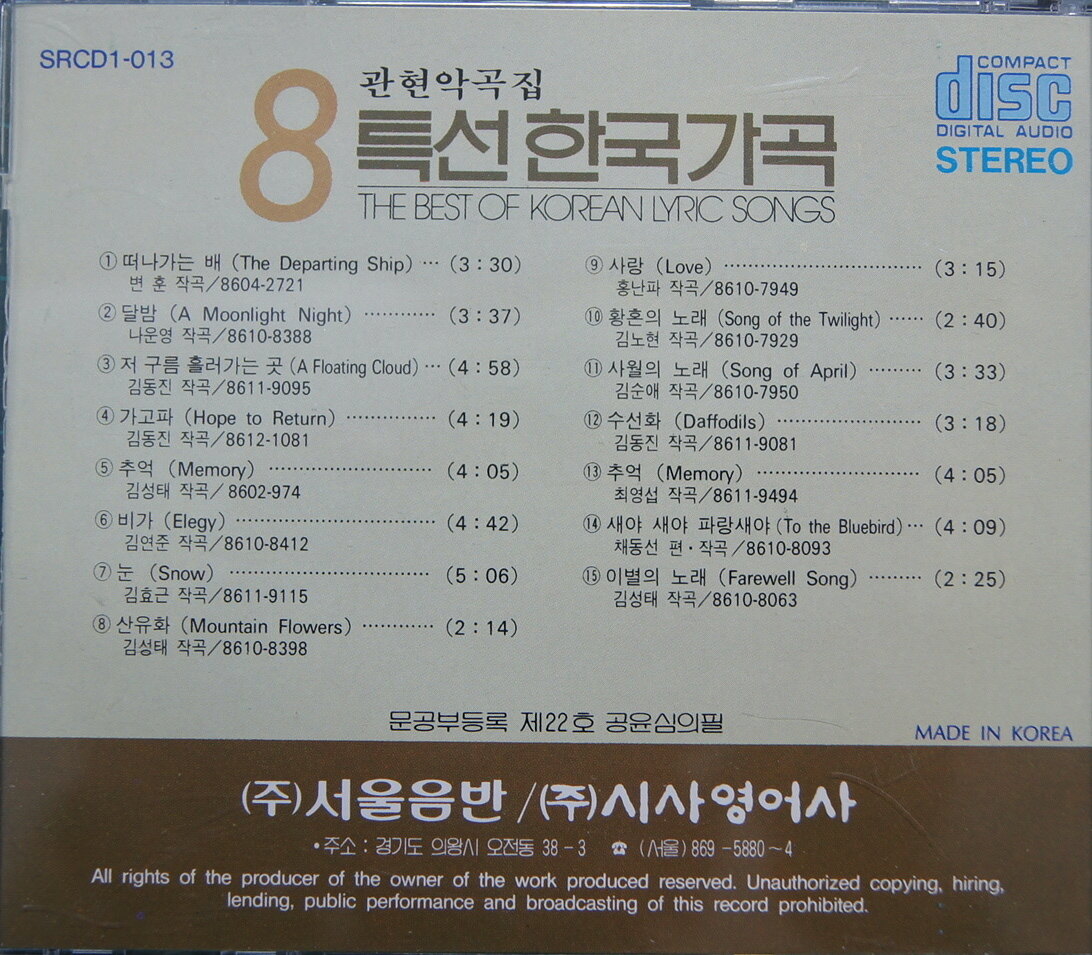 SRCD1-013
COMPACT
disc
DIGITAL AUDIO
STEREO
8
관현악곡집
특선 한국가곡
THE BEST OF KOREAN LYRIC SONGS
① 떠나가는 배 (The Departing Ship) … (3 : 30)
변 훈 작곡/8604-2721
② 달밤 (A Moonlight Night) ………… (3 : 37)
나운영 작곡/8610-8388
③ 저 구름 흘러가는 곳 (A Floating Cloud) … (4 : 58)
김동진 작곡/8611-9095
④ 가고파 (Hope to Return) ………… (4 : 19)
김동진 작곡/8612-1081
⑤ 추억 (Memory) ……………………… (4 : 05)
김성태 작곡/ 8602-974
⑥ 비가 (Elegy) ………………………… (4 : 42)
김연준 작곡/8610-8412
⑦ 눈 (Snow) …………………………… (5 : 06)
김효근 작곡/8611-9115
⑧ 산유화 (Mountain Flowers) ………… (2 : 14)
김성태 작곡/8610-8398
⑨ 사랑 (Love) …………………………… (3 : 15)
홍난파 작곡/8610-7949
⑩ 황혼의 노래 (Song of the Twilight) …… (2 : 40)
김노현 작곡/8610-7929
⑪ 사월의 노래 (Song of April) ……… (3 : 33)
김순애 작곡/8610-7950
⑫ 수선화 (Daffodils) …………………… (3 : 18)
김동진 작곡/8611-9081
⑬ 추억 (Memory) ……………………… (4 : 05)
최영섭 작곡/8611-9494
⑭ 새야 새야 파랑새야 (To the Bluebird) … (4 : 09)
채동선 편·작곡 /8610-8093
⑮ 이별의 노래 (Farewell Song) ……… (2 : 25)
김성태 작곡/8610-8063
문공부등록 제22호 공윤심의필
MADE IN KOREA
(주)서울음반 / (주)시사영어사
•주소 : 경기도 의왕시 오전동 38-3 ☎ (서울) 869-5880~4
All rights of the producer of the owner of the work produced reserved. Unauthorized copying, hiring,
lending, public performance and broadcasting of this record prohibited.